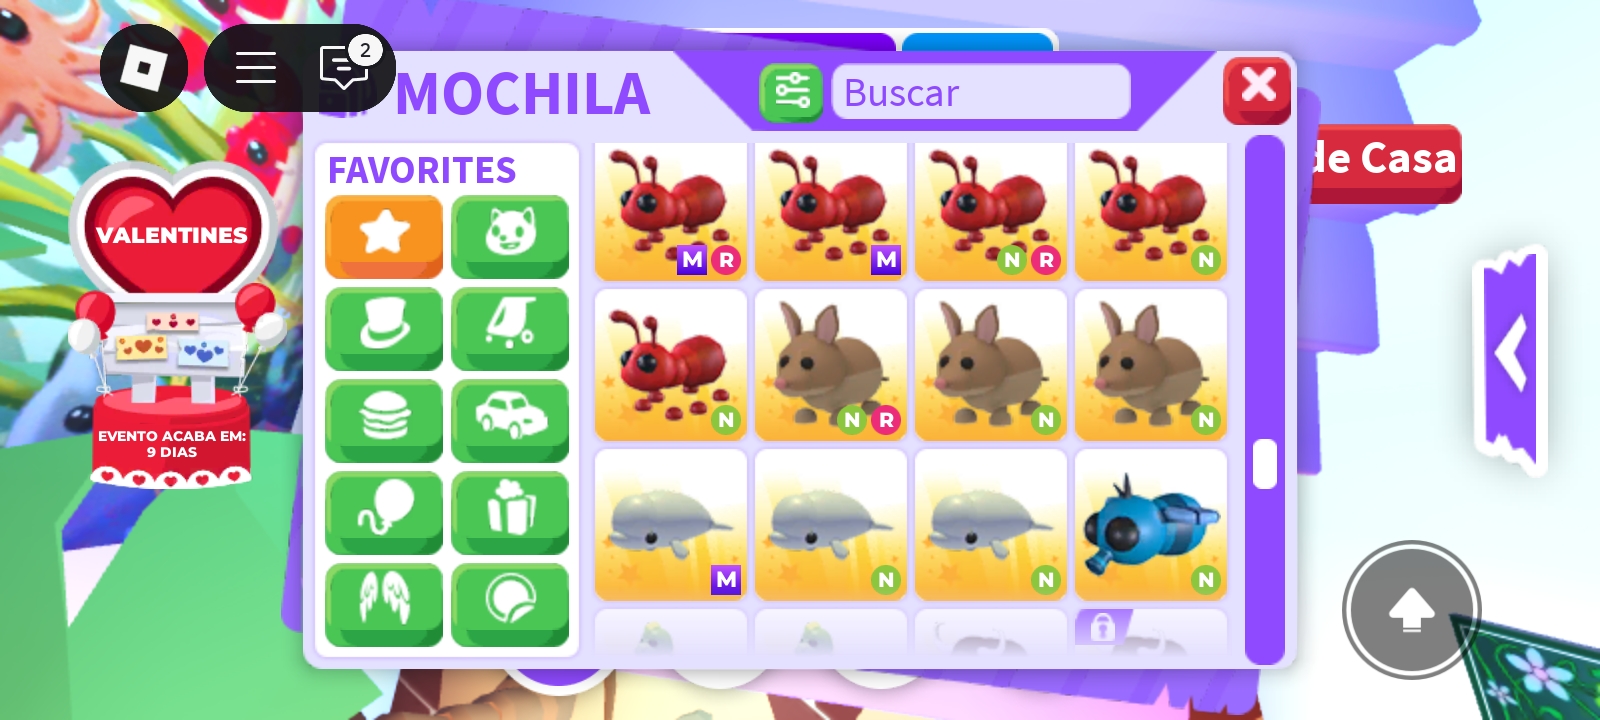 2
MOCHILA
Buscar
de Casa
FAVORITES
VALENTINES
EVENTO ACABA EM:
9 DIAS
M R
M
N R
N
N
N R
N
N
M
N
N
N